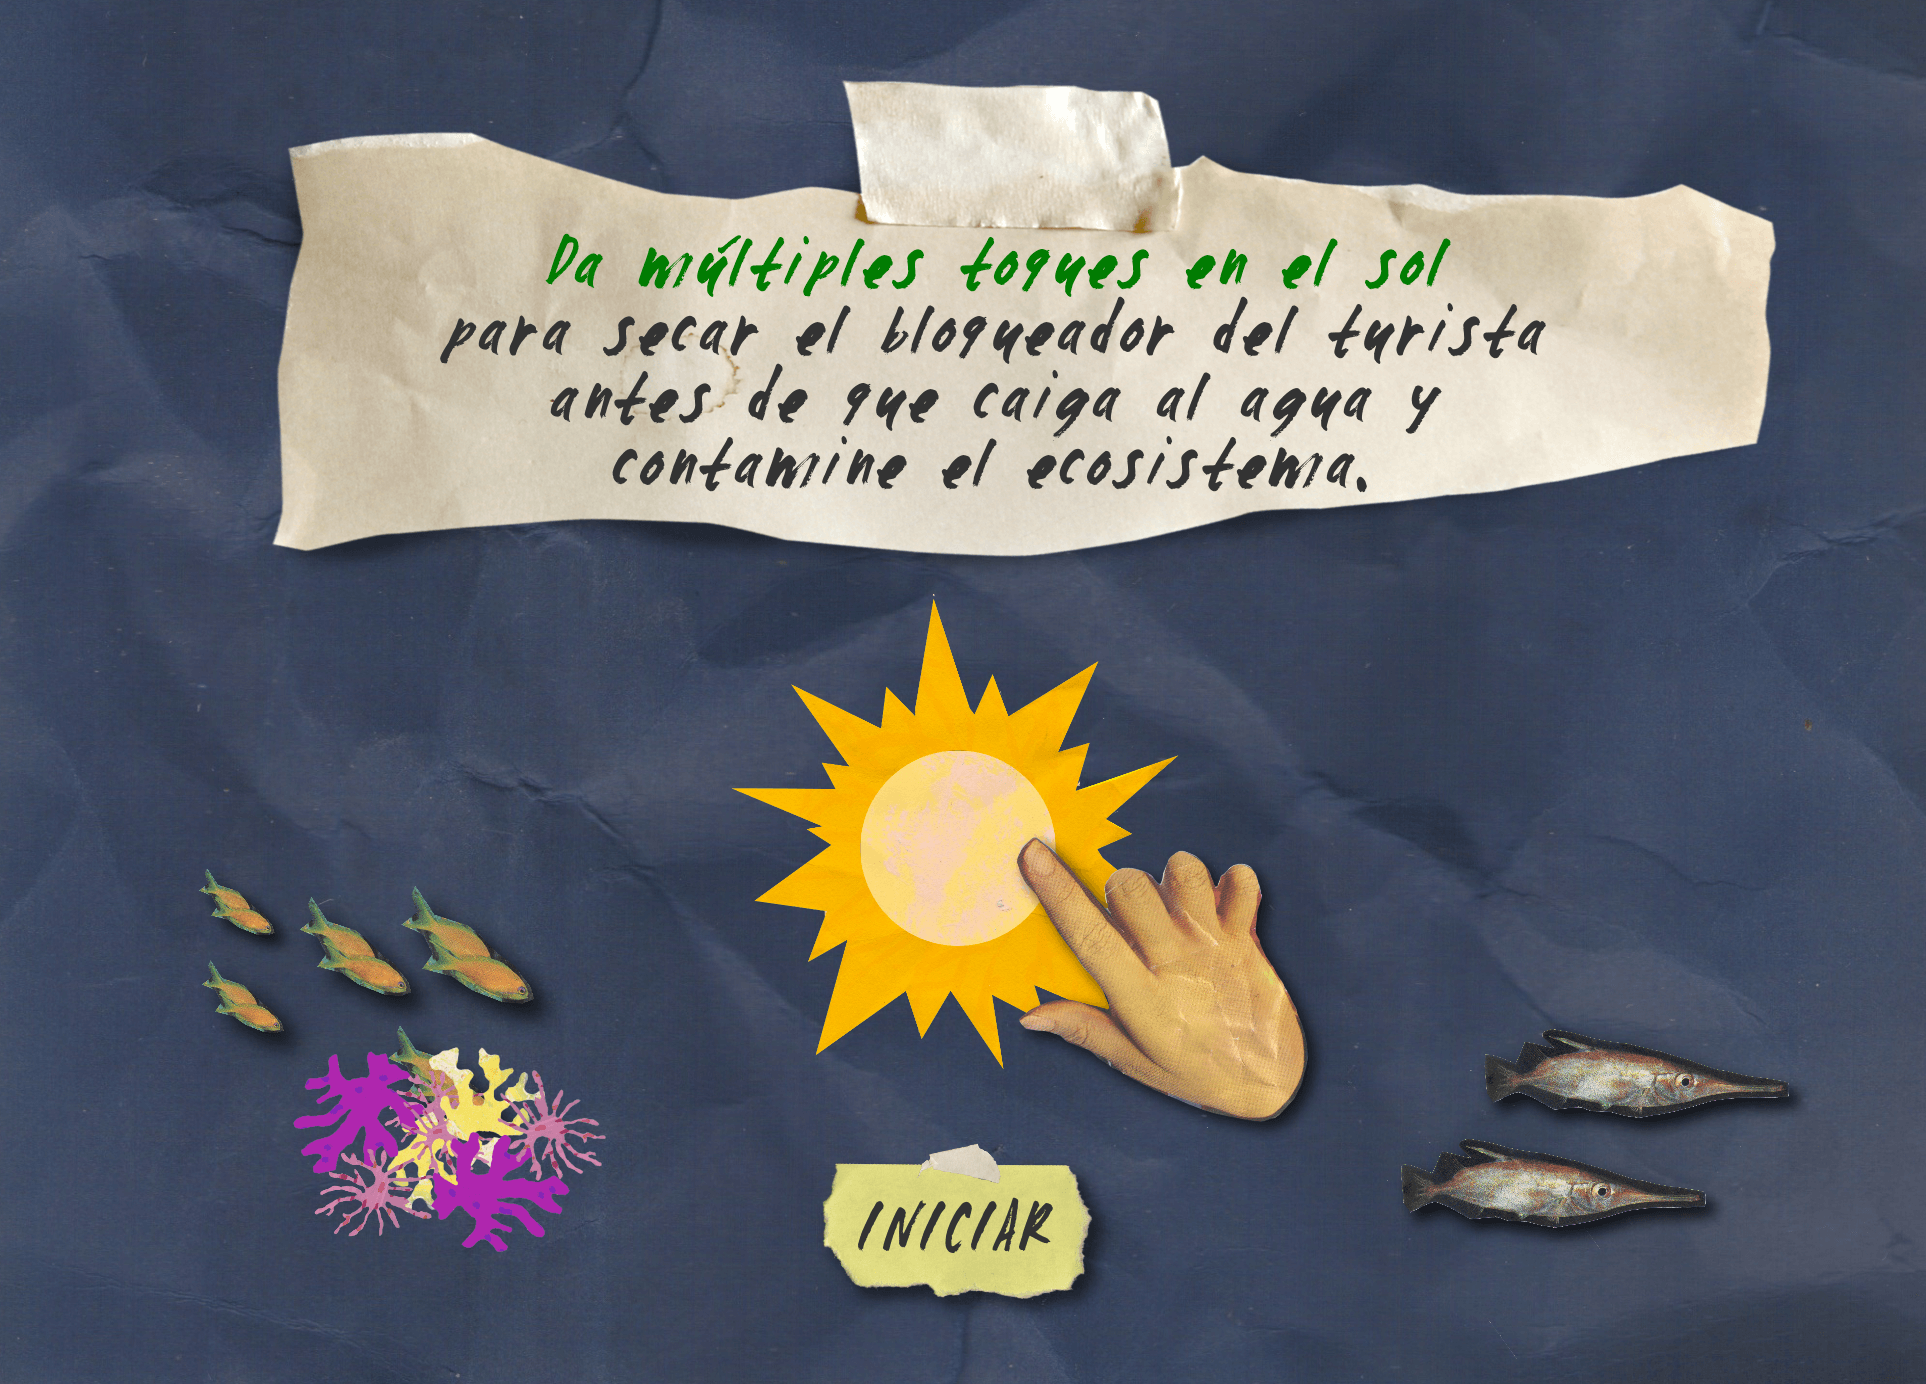 Da múltiples toques en el sol
para secar el bloqueador del turista
antes de que caiga al agua y
contamine el ecosistema.
INICIAR